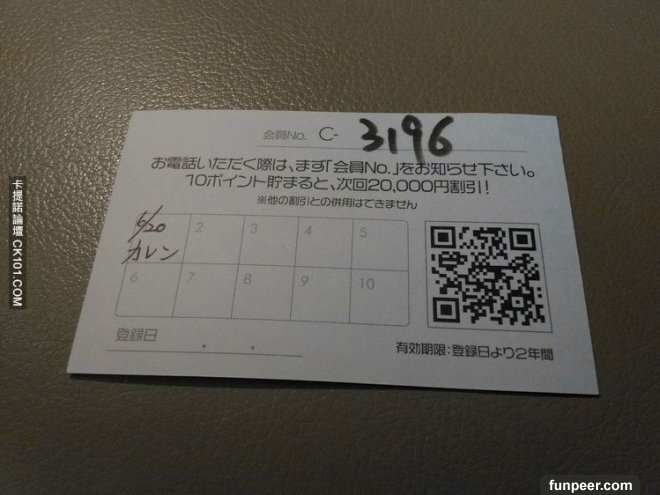 会員No. C- 3196
お電話いただく際は、まず「会員No.」をお知らせ下さい。
10ポイント貯まると、次回20,000円割引！
※他の割引との併用はできません
6/20 2 3 4 5
カレン
6 7 8 9 10
登録日 . .
有効期限：登録日より2年間
卡提諾論壇 CK101.COM
funpeer.com